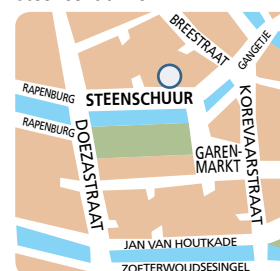 BREESTRAAT
GANGETJE
RAPENBURG
STEENSCHUUR
RAPENBURG
DOEZASTRAAT
KOREVAARSTRAAT
GAREN-
MARKT
JAN VAN HOUTKADE
ZOETERWOUDSESINGEL